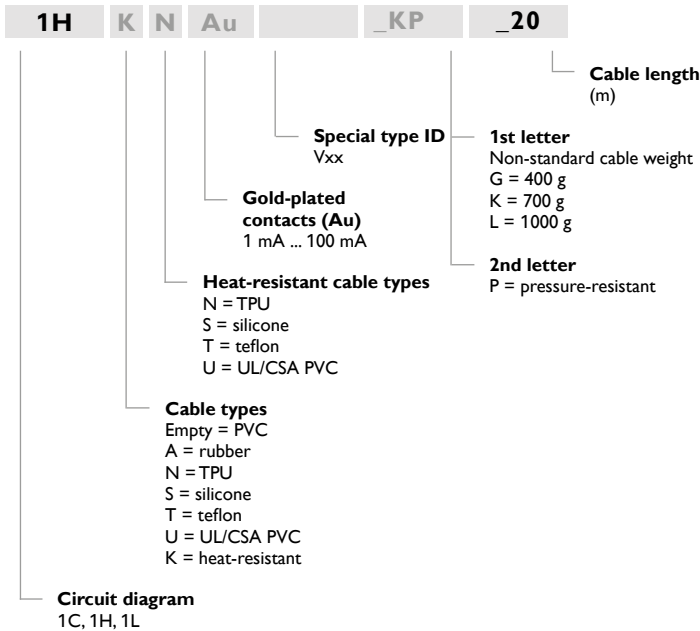 1H K N Au _KP _20
Cable length
(m)
Special type ID
Vxx
1st letter
Non-standard cable weight
G = 400 g
K = 700 g
L = 1000 g
Gold-plated
contacts (Au)
1 mA ... 100 mA
2nd letter
P = pressure-resistant
Heat-resistant cable types
N = TPU
S = silicone
T = teflon
U = UL/CSA PVC
Cable types
Empty = PVC
A = rubber
N = TPU
S = silicone
T = teflon
U = UL/CSA PVC
K = heat-resistant
Circuit diagram
1C, 1H, 1L